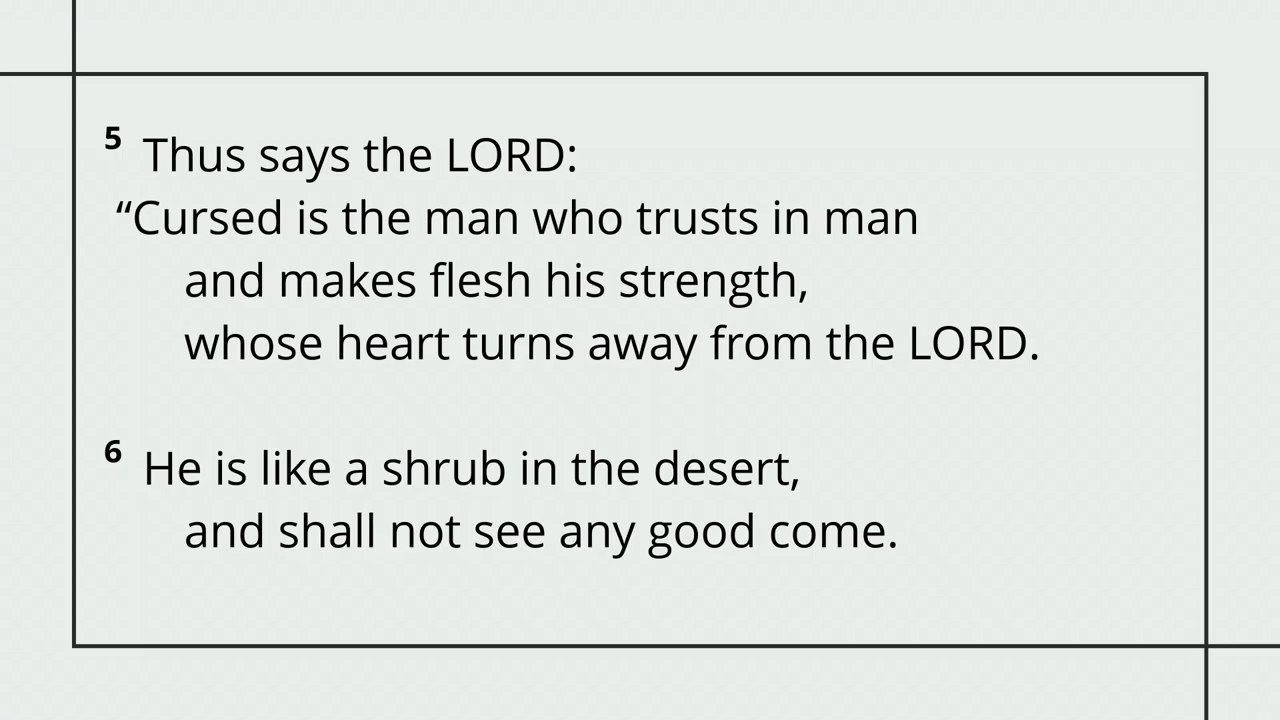 5 Thus says the LORD:
“Cursed is the man who trusts in man
and makes flesh his strength,
whose heart turns away from the LORD.
6 He is like a shrub in the desert,
and shall not see any good come.